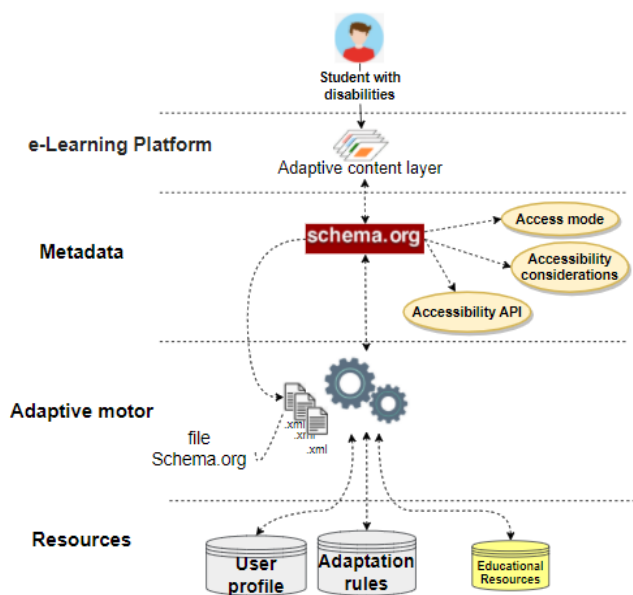 Student with
disabilities
e-Learning Platform
Adaptive content layer
Metadata
schema.org
Access mode
Accessibility
considerations
Accessibility API
Adaptive motor
.xml
.xml
.xml
file
Schema.org
Resources
User
profile
Adaptation
rules
Educational
Resources